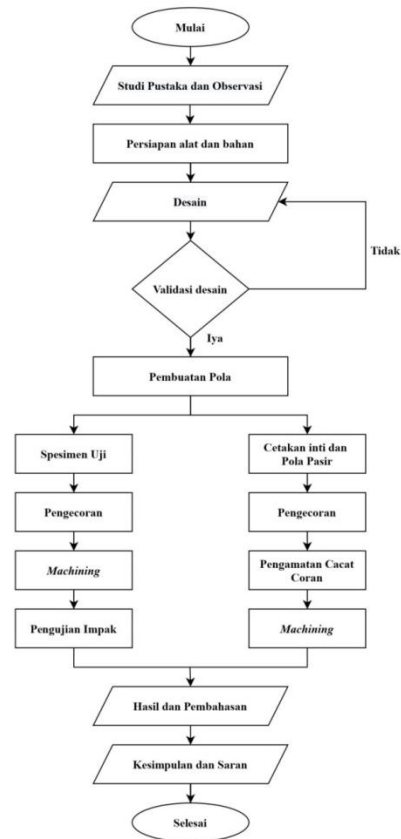 Mulai
Studi Pustaka dan Observasi
Persiapan alat dan bahan
Desain
Tidak
Validasi desain
Iya
Pembuatan Pola
Spesimen Uji
Cetakan inti dan
Pola Pasir
Pengecoran
Pengecoran
Machining
Pengamatan Cacat
Coran
Pengujian Impak
Machining
Hasil dan Pembahasan
Kesimpulan dan Saran
Selesai